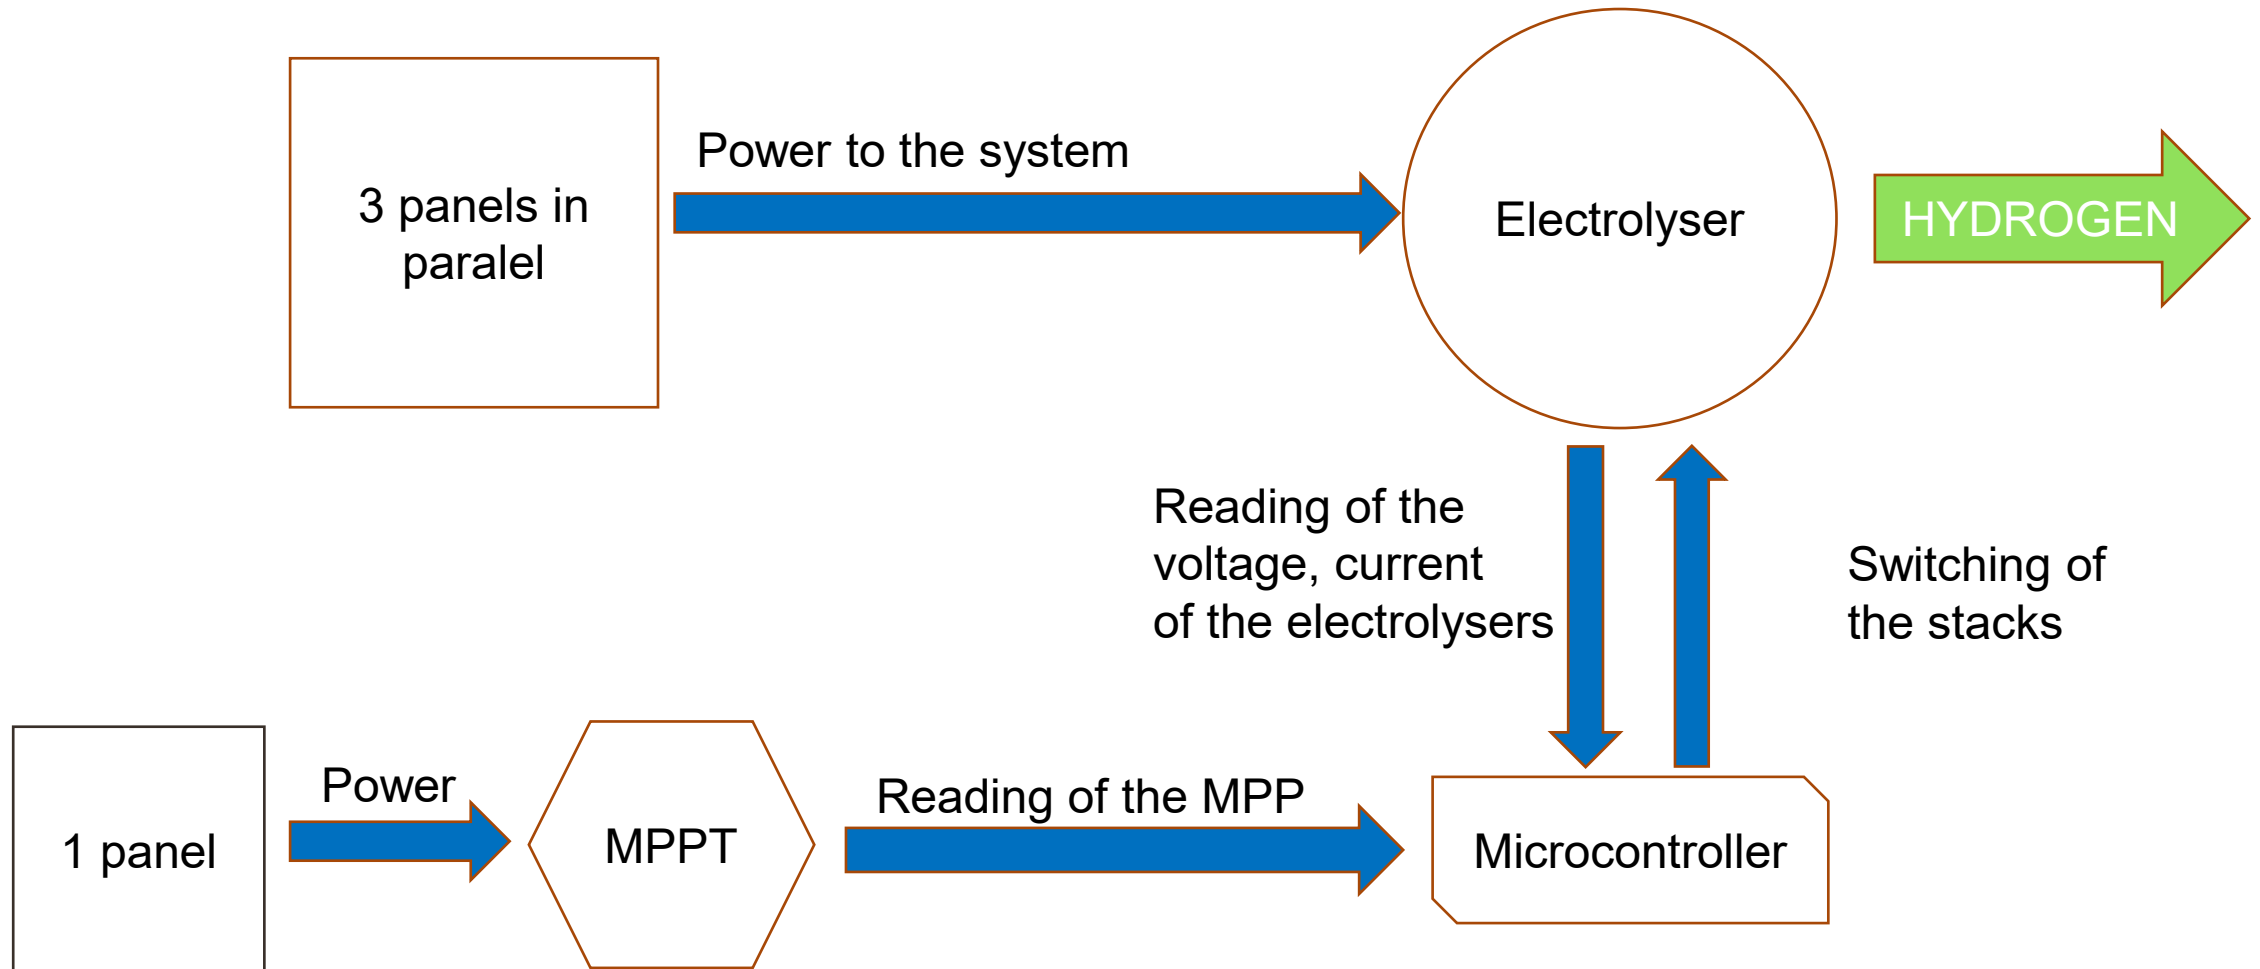 Power to the system
3 panels in
paralel
Electrolyser
HYDROGEN
Reading of the
voltage, current
of the electrolysers
Switching of
the stacks
Power
Reading of the MPP
1 panel
MPPT
Microcontroller